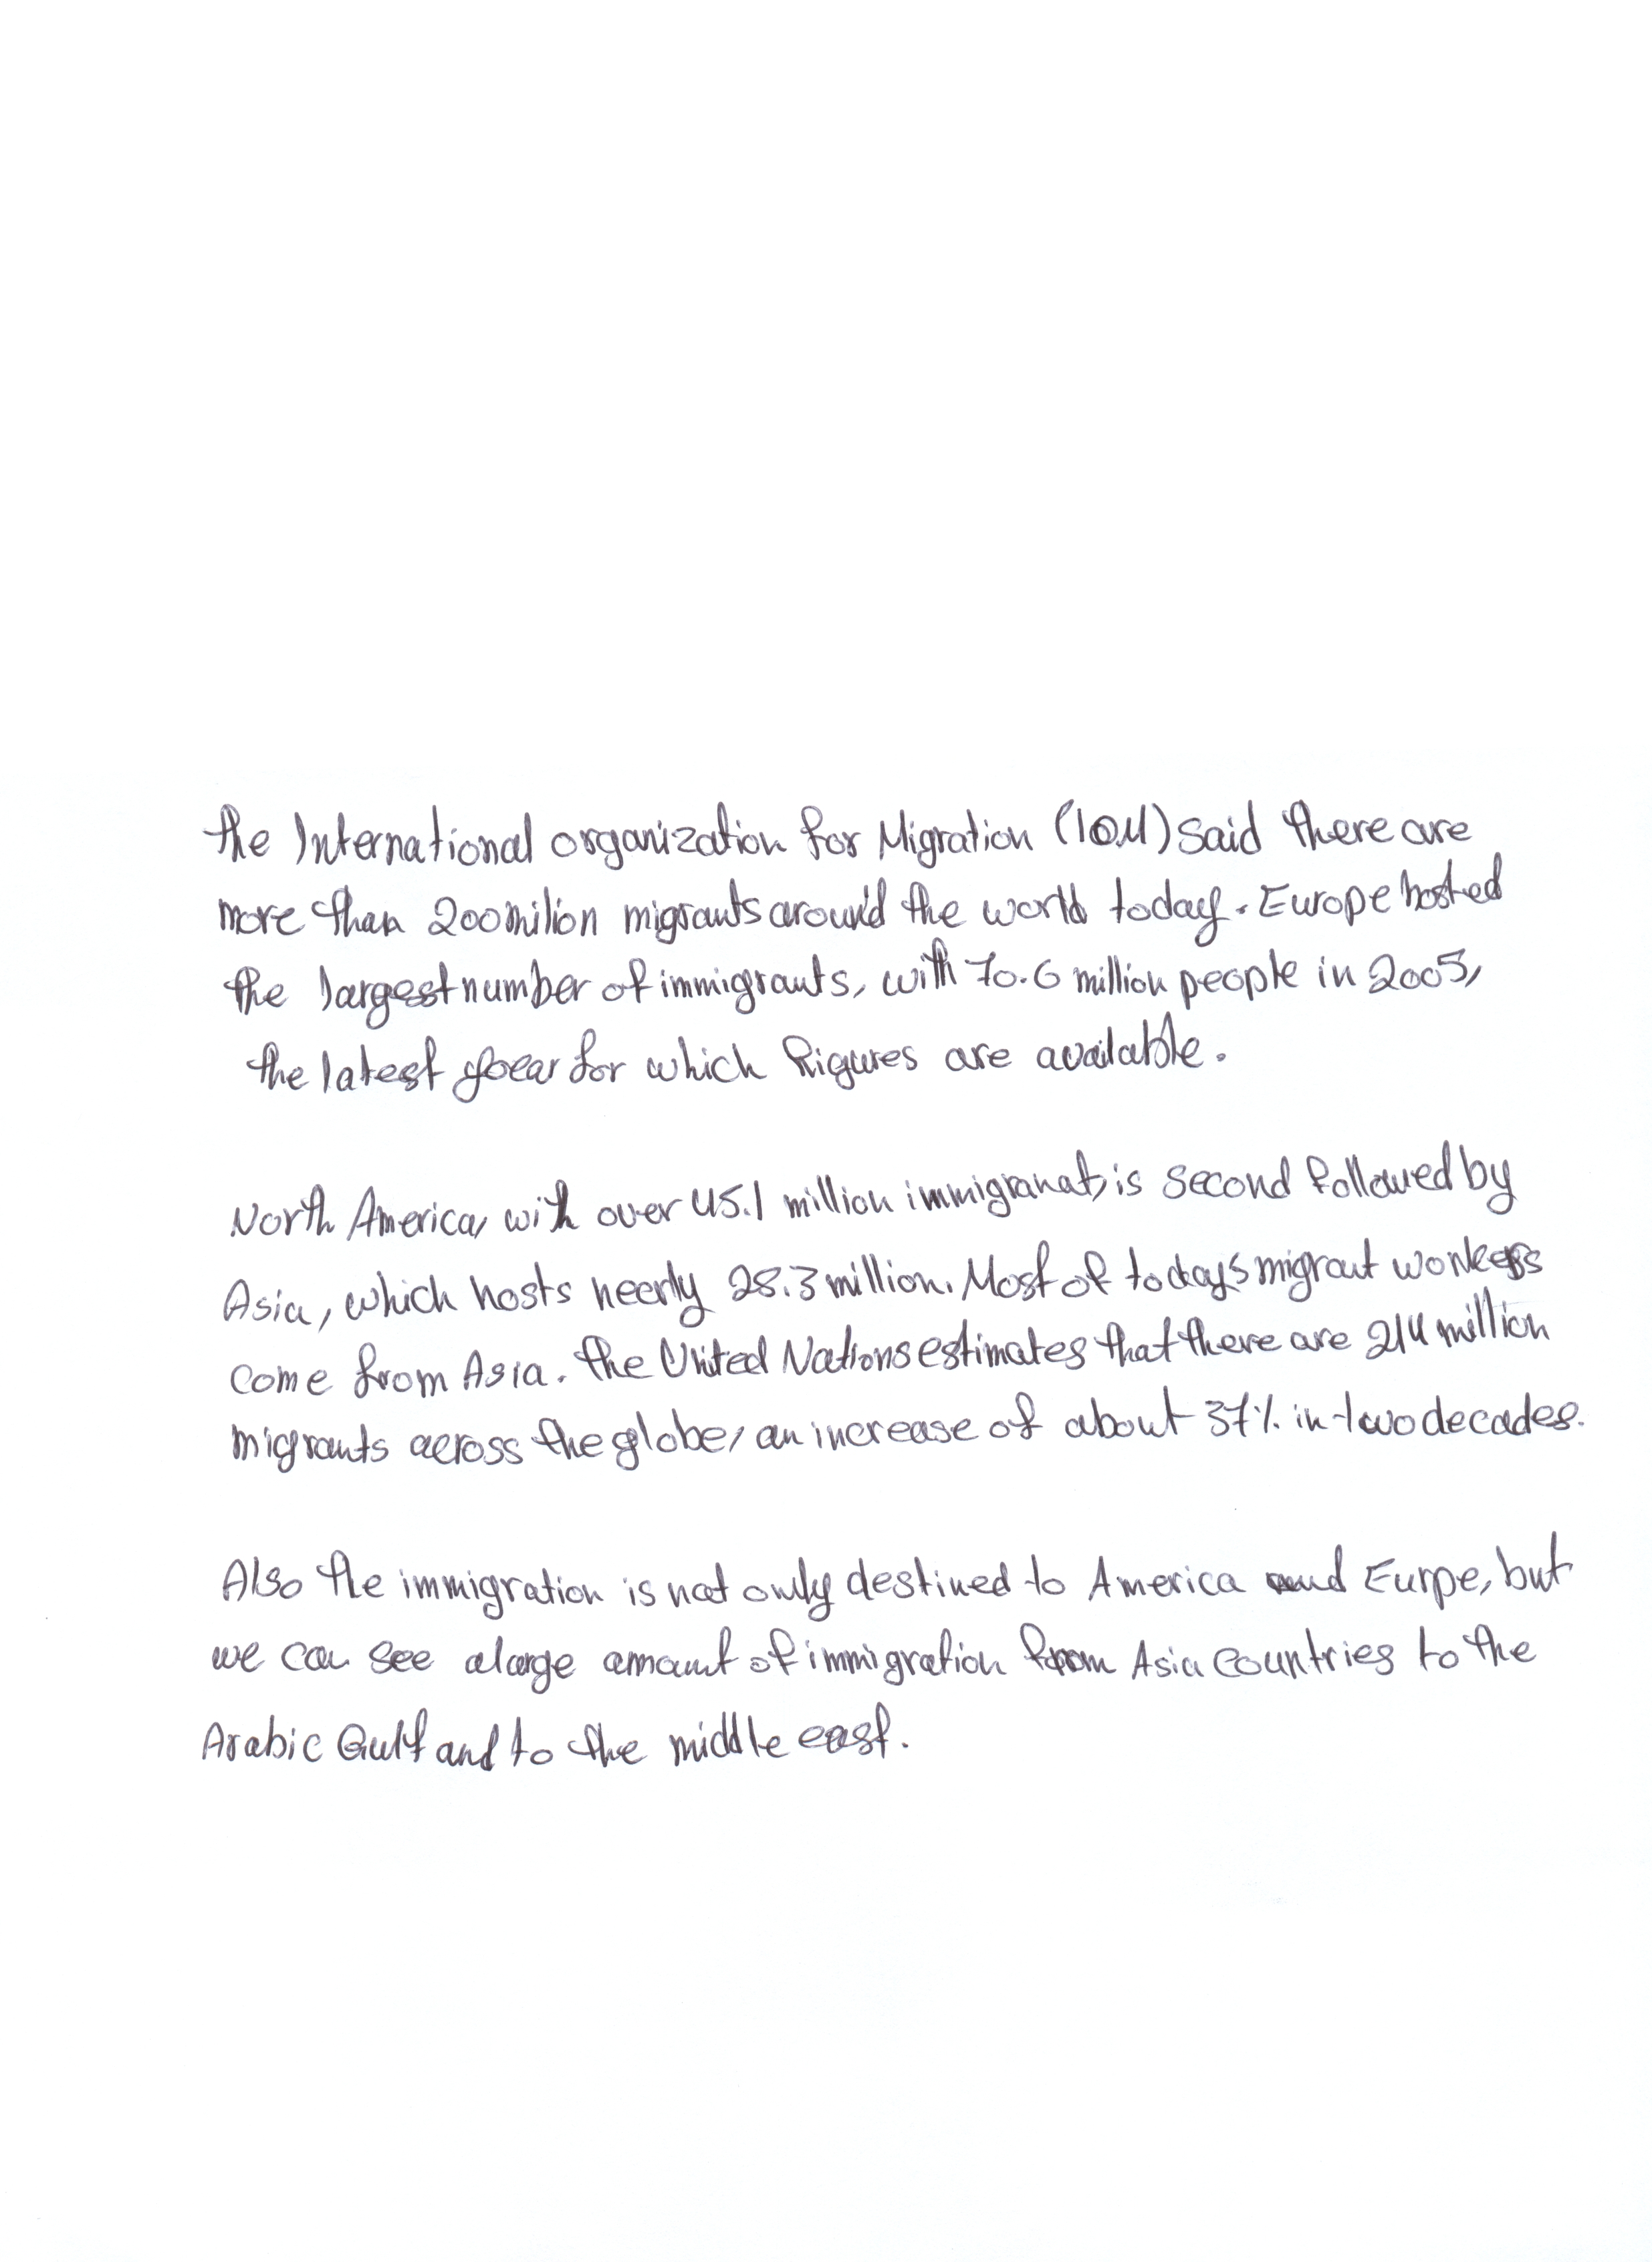 the International organization for Migration (IOM) said there are
more than 200 milion migrants around the world today. Europe hosted
the largest number of immigrants, with 70.6 million people in 2005,
the latest year for which figures are available.
North America, with over 45.1 million immigranat, is second followed by
Asia, which hosts nearly 28.3 million. Most of today's migrant workers
come from Asia. the United Nations estimates that there are 214 million
migrants across the globe, an increase of about 37% in two decades.
Also the immigration is not only destined to America and Eurpe, but
we can see a large amount of immigration from Asia countries to the
Arabic Gulf and to the middle east.